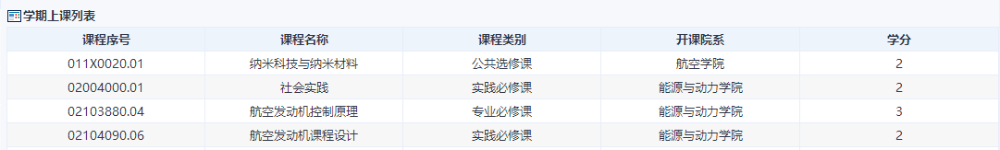 学期上课列表
课程序号 课程名称 课程类别 开课院系 学分
011X0020.01 纳米科技与纳米材料 公共选修课 航空学院 2
02004000.01 社会实践 实践必修课 能源与动力学院 2
02103880.04 航空发动机控制原理 专业必修课 能源与动力学院 3
02104090.06 航空发动机课程设计 实践必修课 能源与动力学院 2